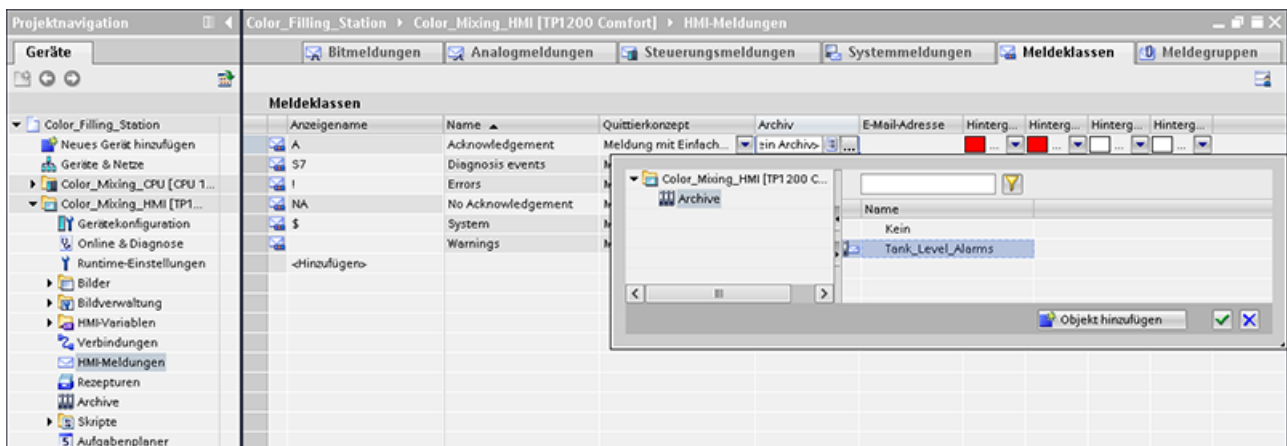 Projektnavigation
Color_Filling_Station ▸ Color_Mixing_HMI [TP1200 Comfort] ▸ HMI-Meldungen
Geräte
Bitmeldungen Analogmeldungen Steuerungsmeldungen Systemmeldungen Meldeklassen Meldegruppen
Meldeklassen
Anzeigename Name Quittierkonzept Archiv E-Mail-Adresse Hinterg... Hinterg... Hinterg... Hinterg...
A Acknowledgement Meldung mit Einfach... ein Archiv> ...
S7 Diagnosis events
! Errors
NA No Acknowledgement
$ System
Warnings
<Hinzufügen>
Color_Filling_Station
Neues Gerät hinzufügen
Geräte & Netze
Color_Mixing_CPU [CPU 1...
Color_Mixing_HMI [TP1...
Gerätekonfiguration
Online & Diagnose
Runtime-Einstellungen
Bilder
Bildverwaltung
HMI-Variablen
Verbindungen
HMI-Meldungen
Rezepturen
Archive
Skripte
Aufgabenplaner
Color_Mixing_HMI [TP1200 C...
Archive
Name
Kein
Tank_Level_Alarms
Objekt hinzufügen